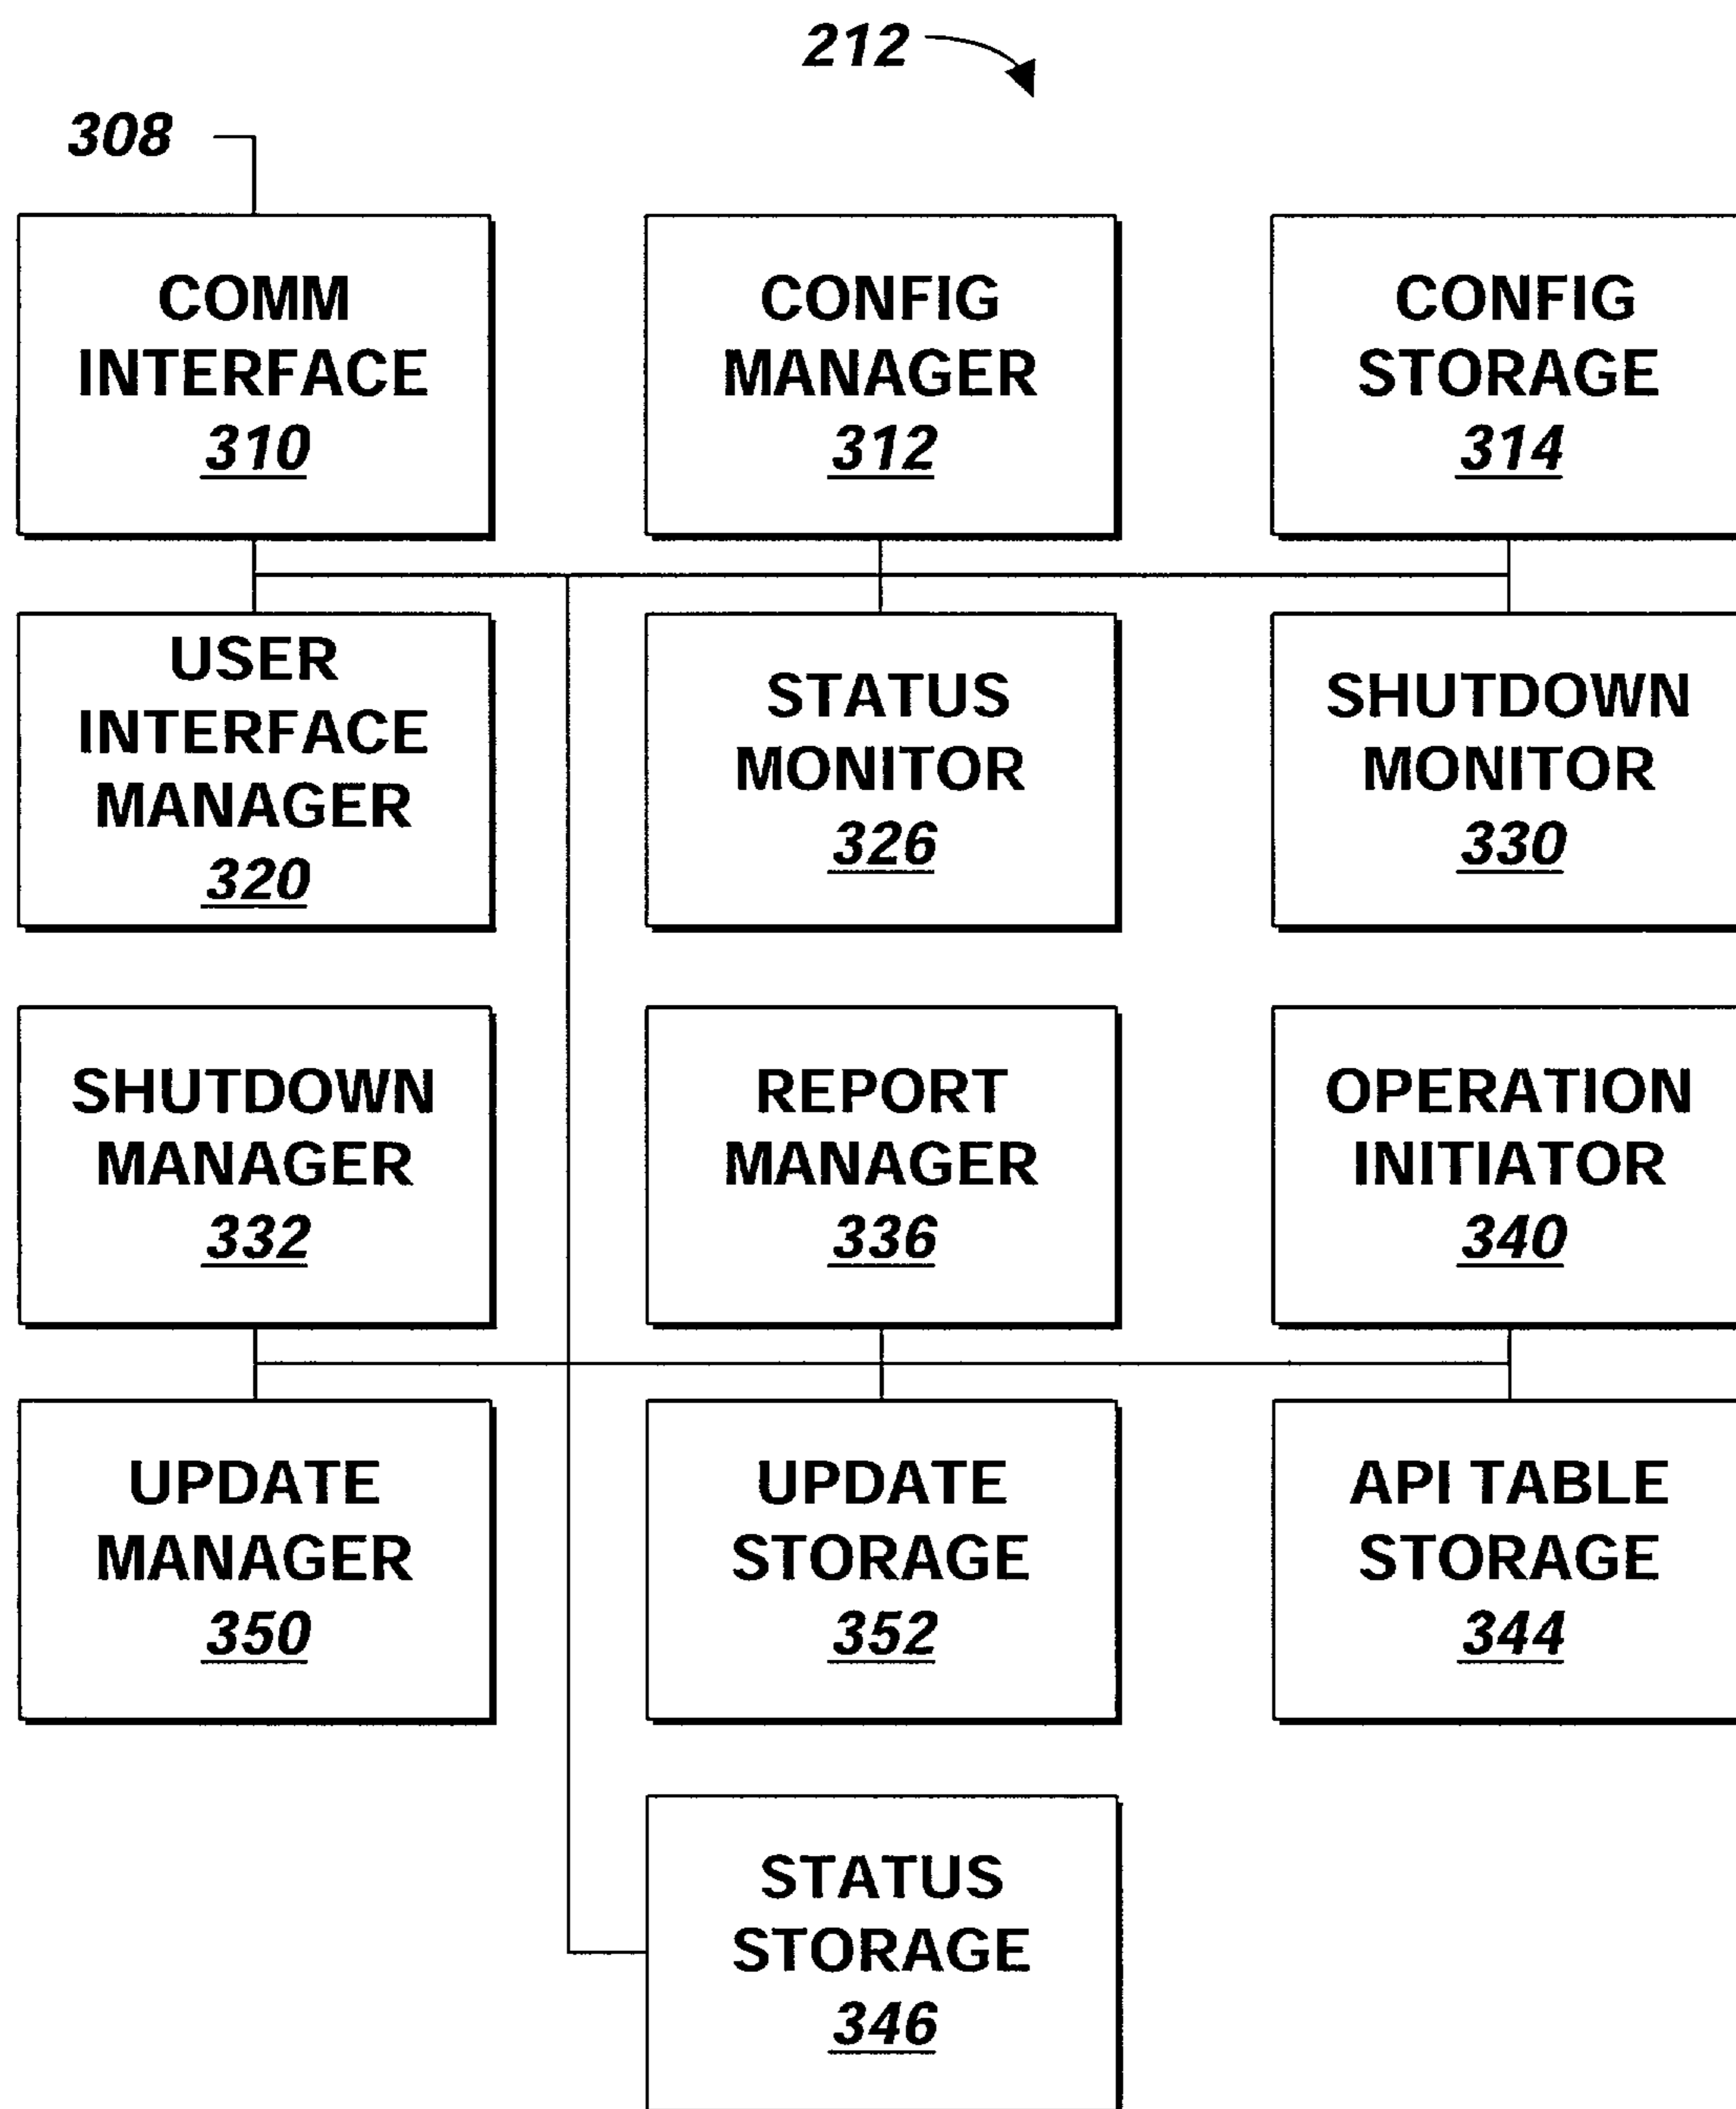 212
308
COMM
INTERFACE
310
CONFIG
MANAGER
312
CONFIG
STORAGE
314
USER
INTERFACE
MANAGER
320
STATUS
MONITOR
326
SHUTDOWN
MONITOR
330
SHUTDOWN
MANAGER
332
REPORT
MANAGER
336
OPERATION
INITIATOR
340
UPDATE
MANAGER
350
UPDATE
STORAGE
352
API TABLE
STORAGE
344
STATUS
STORAGE
346